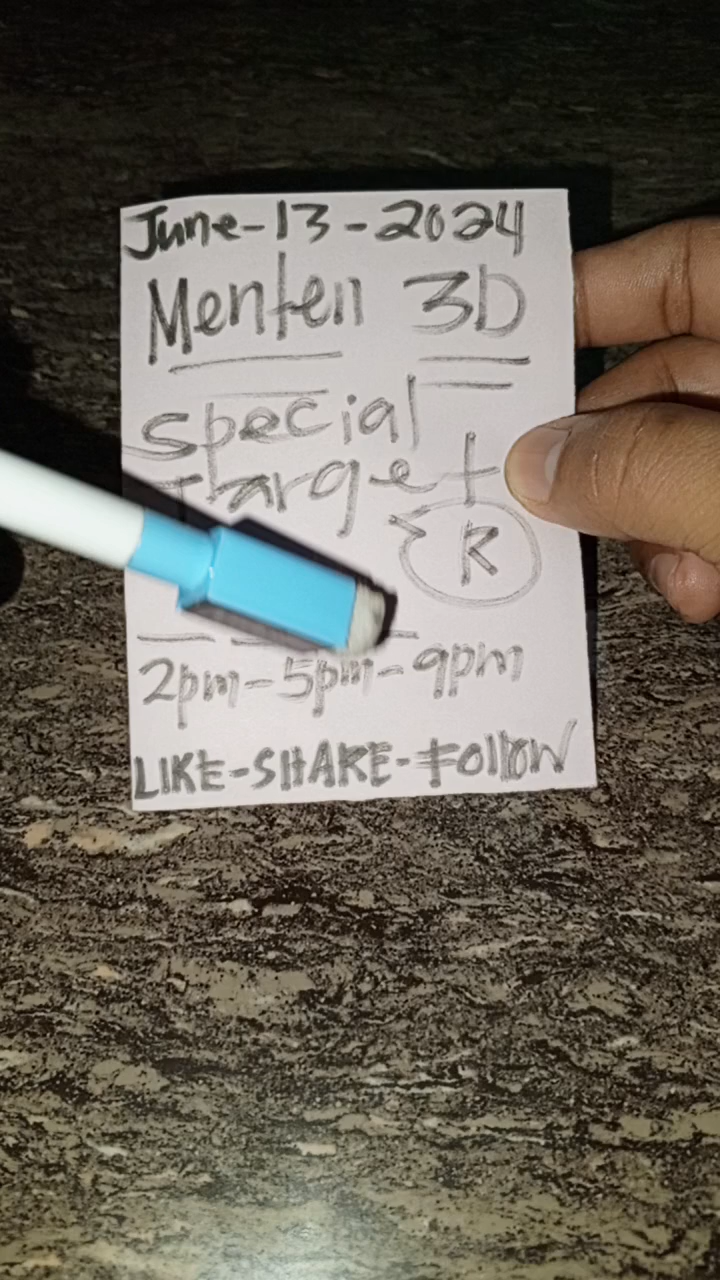 June-13-2024
Menten 3D
special
target
R
2pm-5pm-9pm
LIKE-SHARE-Follow